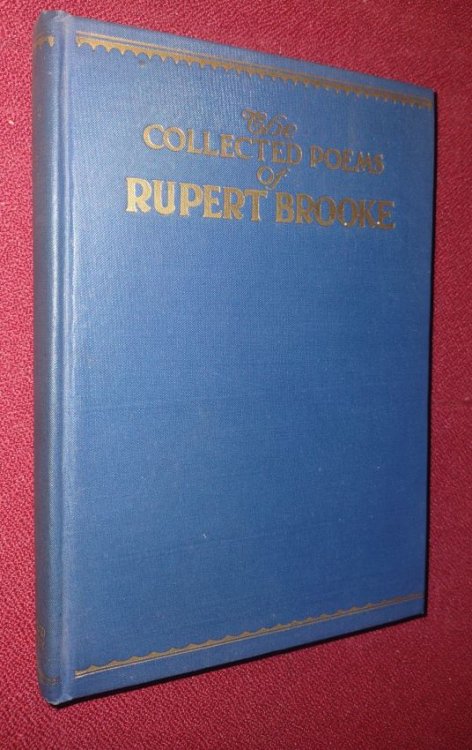 The
COLLECTED POEMS
of
RUPERT BROOKE